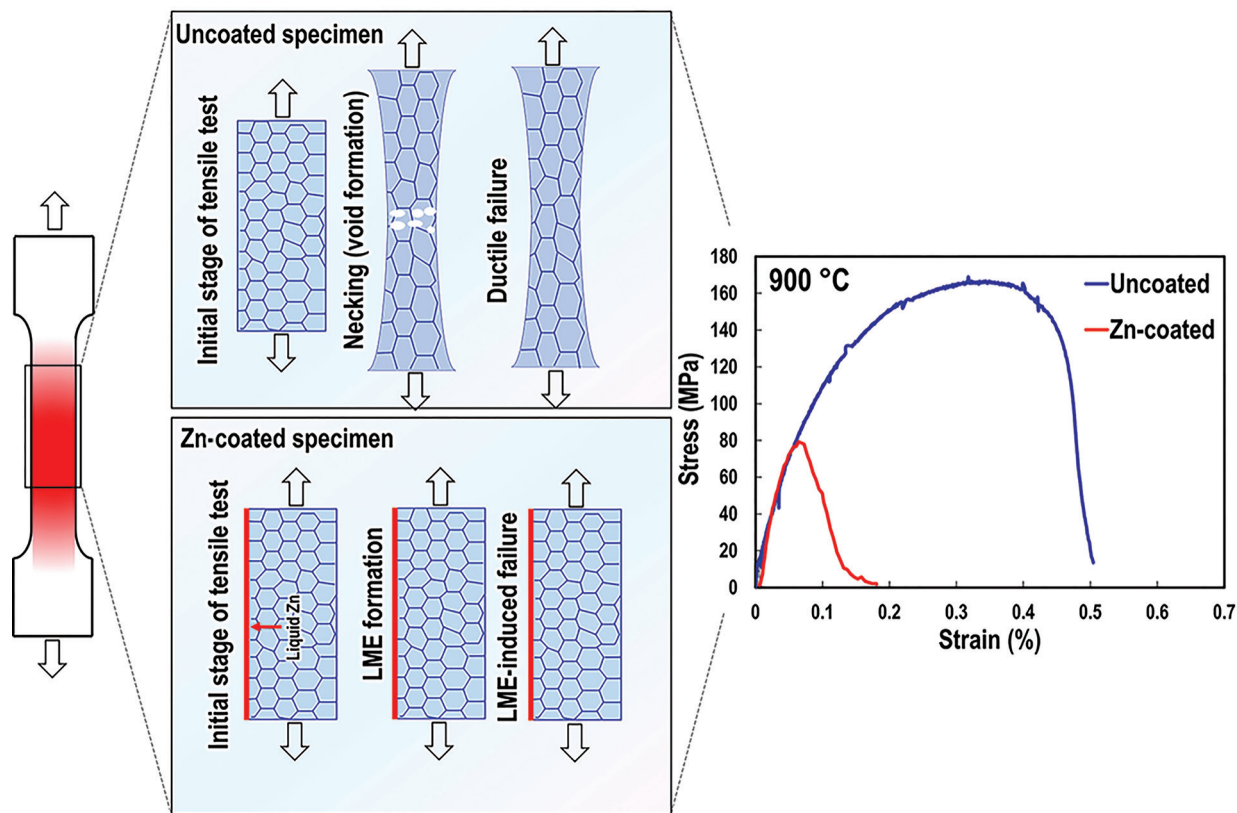 Uncoated specimen
Initial stage of tensile test
Necking (void formation)
Ductile failure
Zn-coated specimen
Initial stage of tensile test
Liquid-Zn
LME formation
LME-induced failure
900 °C
Uncoated
Zn-coated
Stress (MPa)
180
160
140
120
100
80
60
40
20
0
0 0.1 0.2 0.3 0.4 0.5 0.6 0.7
Strain (%)